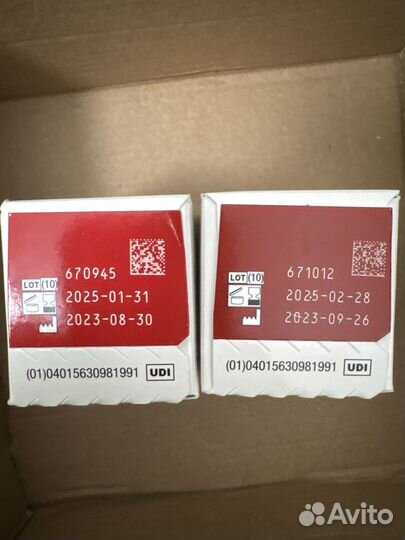 LOT (10) 670945
2025-01-31
2023-08-30
(01)04015630981991 UDI
LOT (10) 671012
2025-02-28
2023-09-26
(01)04015630981991 UDI
Avito